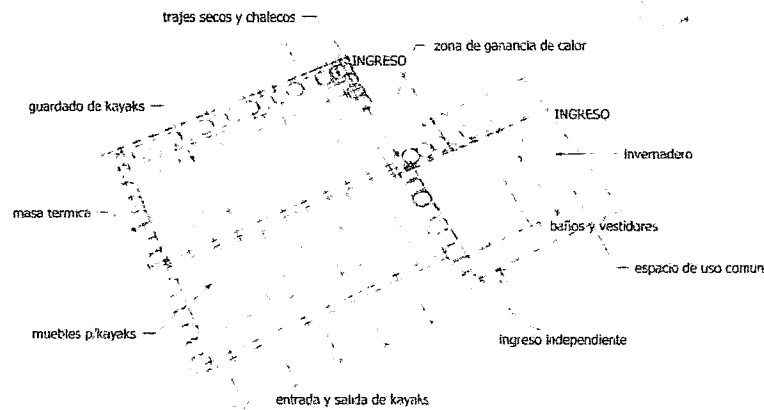 trajes secos y chalecos
INGRESO
zona de ganancia de calor
guardado de kayaks
INGRESO
invernadero
masa termica
baños y vestidores
espacio de uso comun
muebles p/kayaks
ingreso independiente
entrada y salida de kayaks